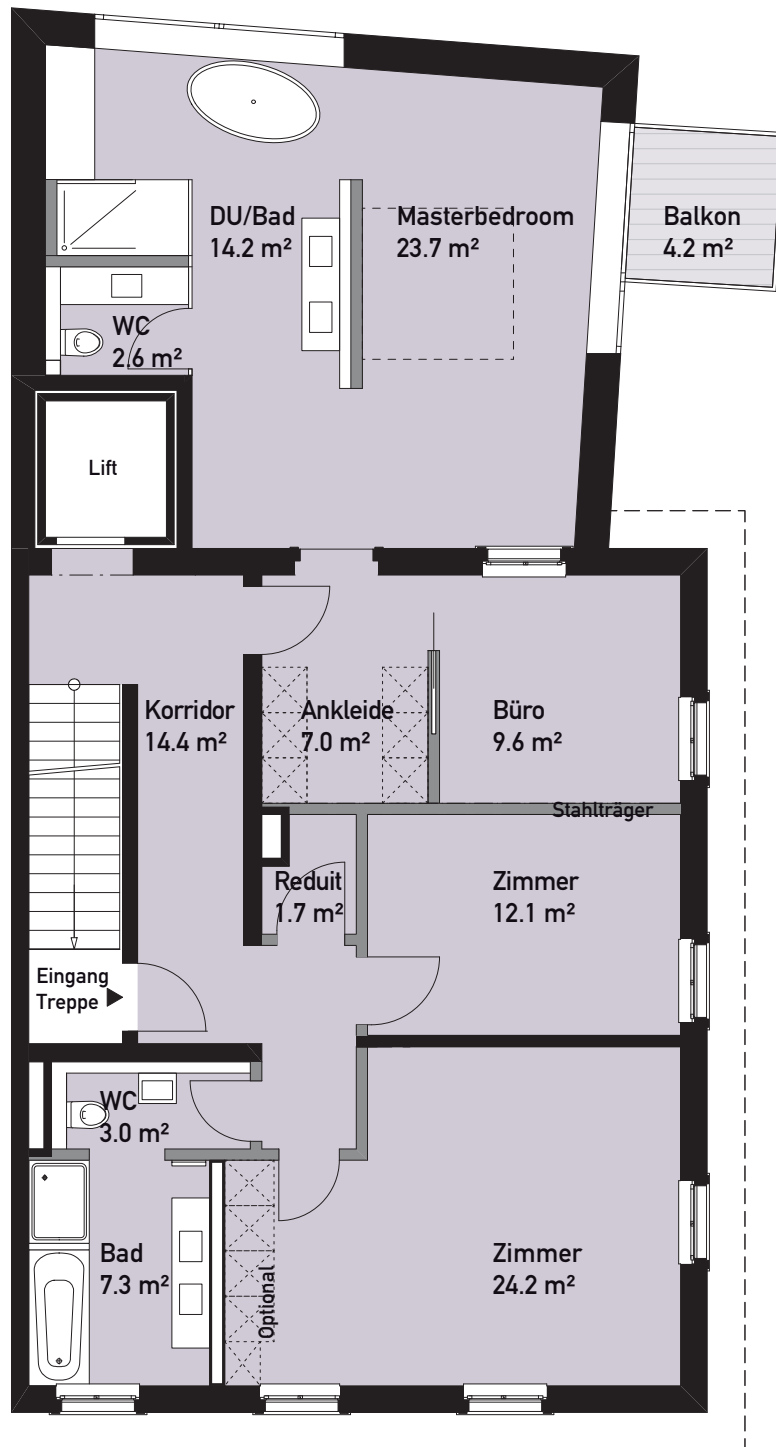 DU/Bad
14.2 m²
Masterbedroom
23.7 m²
Balkon
4.2 m²
WC
2.6 m²
Lift
Korridor
14.4 m²
Ankleide
7.0 m²
Büro
9.6 m²
Stahlträger
Reduit
1.7 m²
Zimmer
12.1 m²
Eingang
Treppe
WC
3.0 m²
Bad
7.3 m²
Optional
Zimmer
24.2 m²